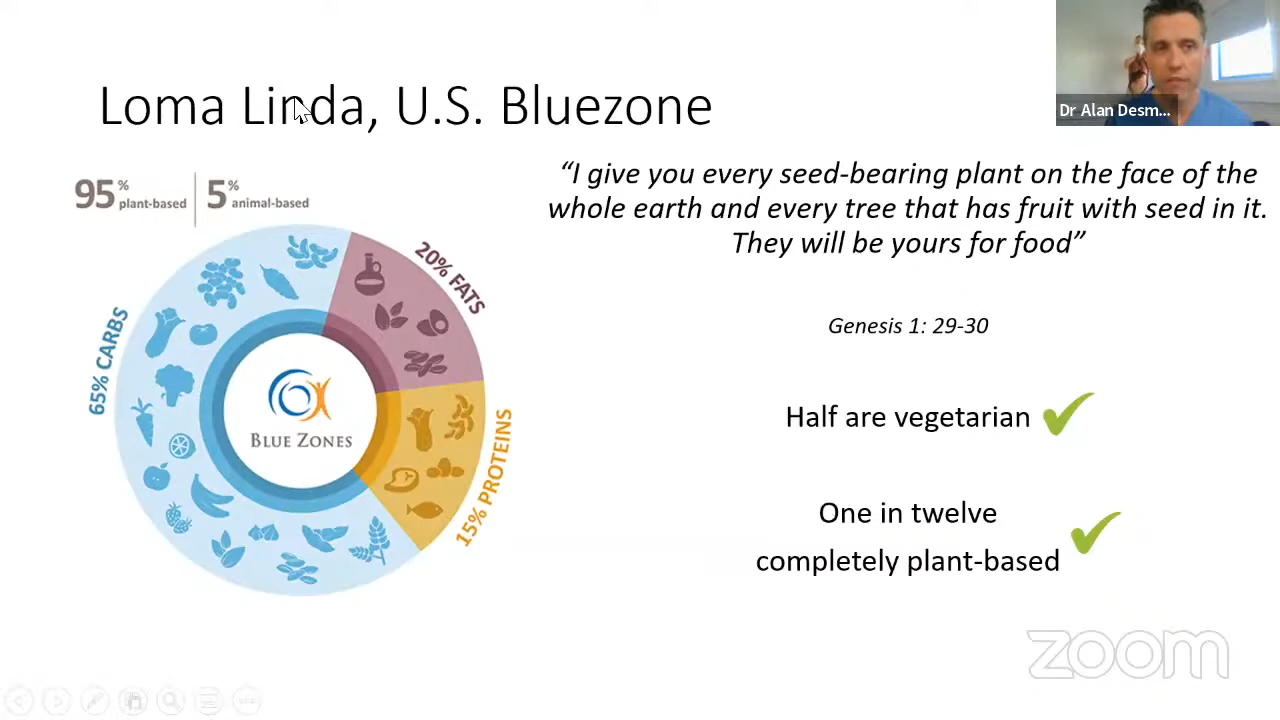 Loma Linda, U.S. Bluezone
Dr Alan Desm...
95% plant-based
5% animal-based
“I give you every seed-bearing plant on the face of the
whole earth and every tree that has fruit with seed in it.
They will be yours for food”
Genesis 1: 29-30
65% CARBS
20% FATS
15% PROTEINS
BLUE ZONES
Half are vegetarian
One in twelve
completely plant-based
zoom